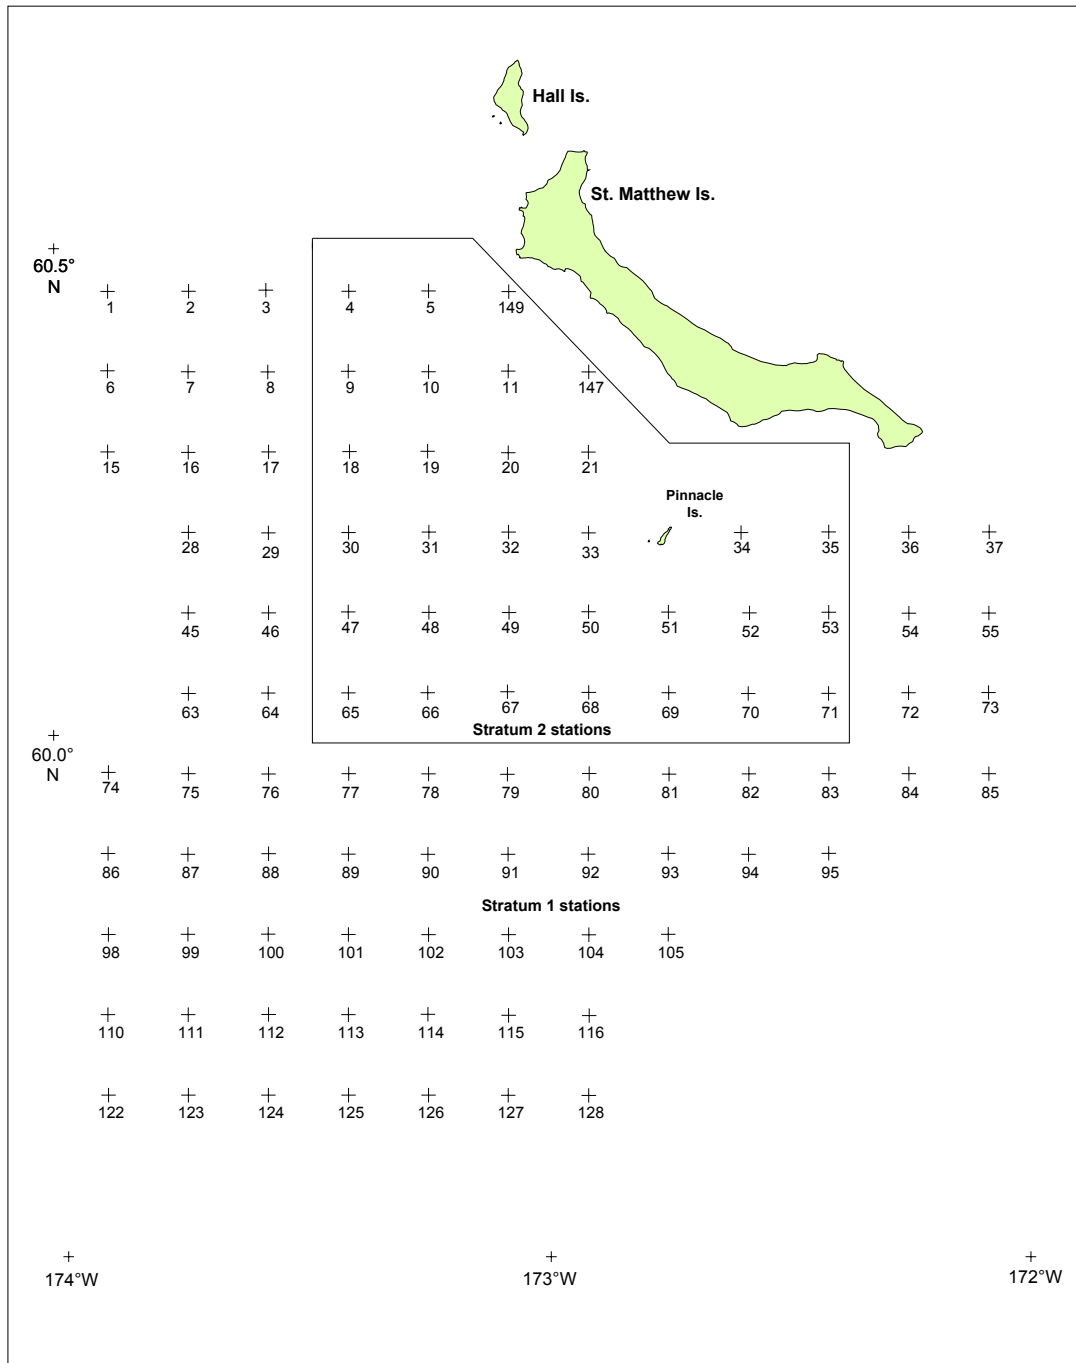 Hall Is.
St. Matthew Is.
60.5°
N
1 2 3 4 5 149
6 7 8 9 10 11 147
15 16 17 18 19 20 21
Pinnacle
Is.
28 29 30 31 32 33 34 35 36 37
45 46 47 48 49 50 51 52 53 54 55
63 64 65 66 67 68 69 70 71 72 73
Stratum 2 stations
60.0°
N
74 75 76 77 78 79 80 81 82 83 84 85
86 87 88 89 90 91 92 93 94 95
Stratum 1 stations
98 99 100 101 102 103 104 105
110 111 112 113 114 115 116
122 123 124 125 126 127 128
174°W 173°W 172°W